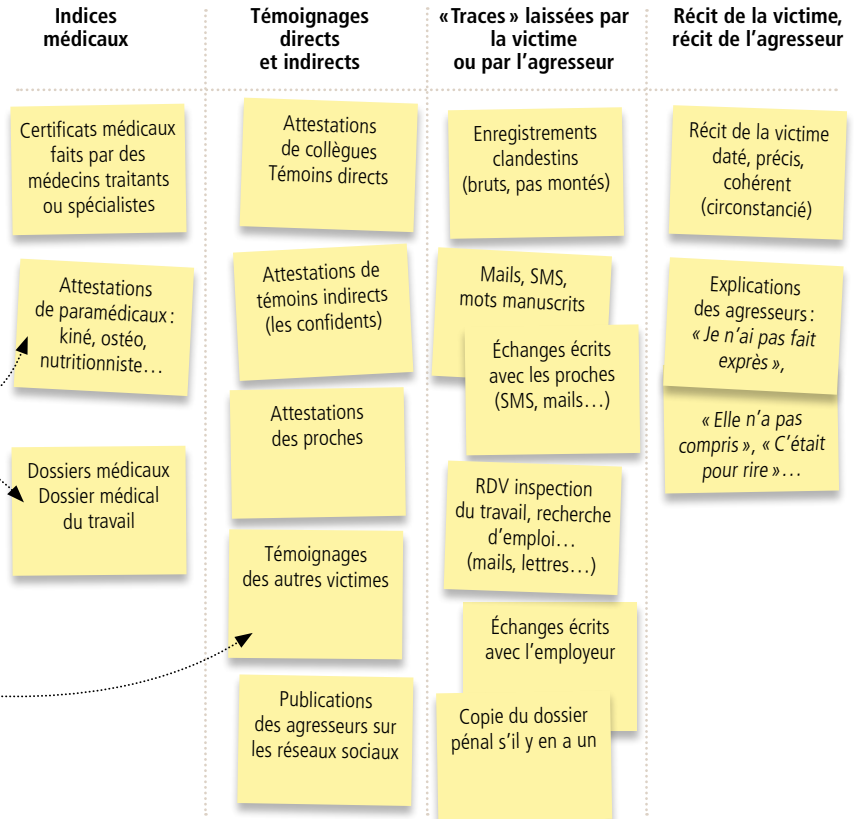 Indices
médicaux
Certificats médicaux
faits par des
médecins traitants
ou spécialistes
Attestations
de paramédicaux :
kiné, ostéo,
nutritionniste…
Dossiers médicaux
Dossier médical
du travail
Témoignages
directs
et indirects
Attestations
de collègues
Témoins directs
Attestations de
témoins indirects
(les confidents)
Attestations
des proches
Témoignages
des autres victimes
Publications
des agresseurs sur
les réseaux sociaux
« Traces » laissées par
la victime
ou par l’agresseur
Enregistrements
clandestins
(bruts, pas montés)
Mails, SMS,
mots manuscrits
Échanges écrits
avec les proches
(SMS, mails…)
RDV inspection
du travail, recherche
d’emploi…
(mails, lettres…)
Échanges écrits
avec l’employeur
Copie du dossier
pénal s’il y en a un
Récit de la victime,
récit de l’agresseur
Récit de la victime
daté, précis,
cohérent
(circonstancié)
Explications
des agresseurs :
« Je n’ai pas fait
exprès »,
« Elle n’a pas
compris », « C’était
pour rire »…